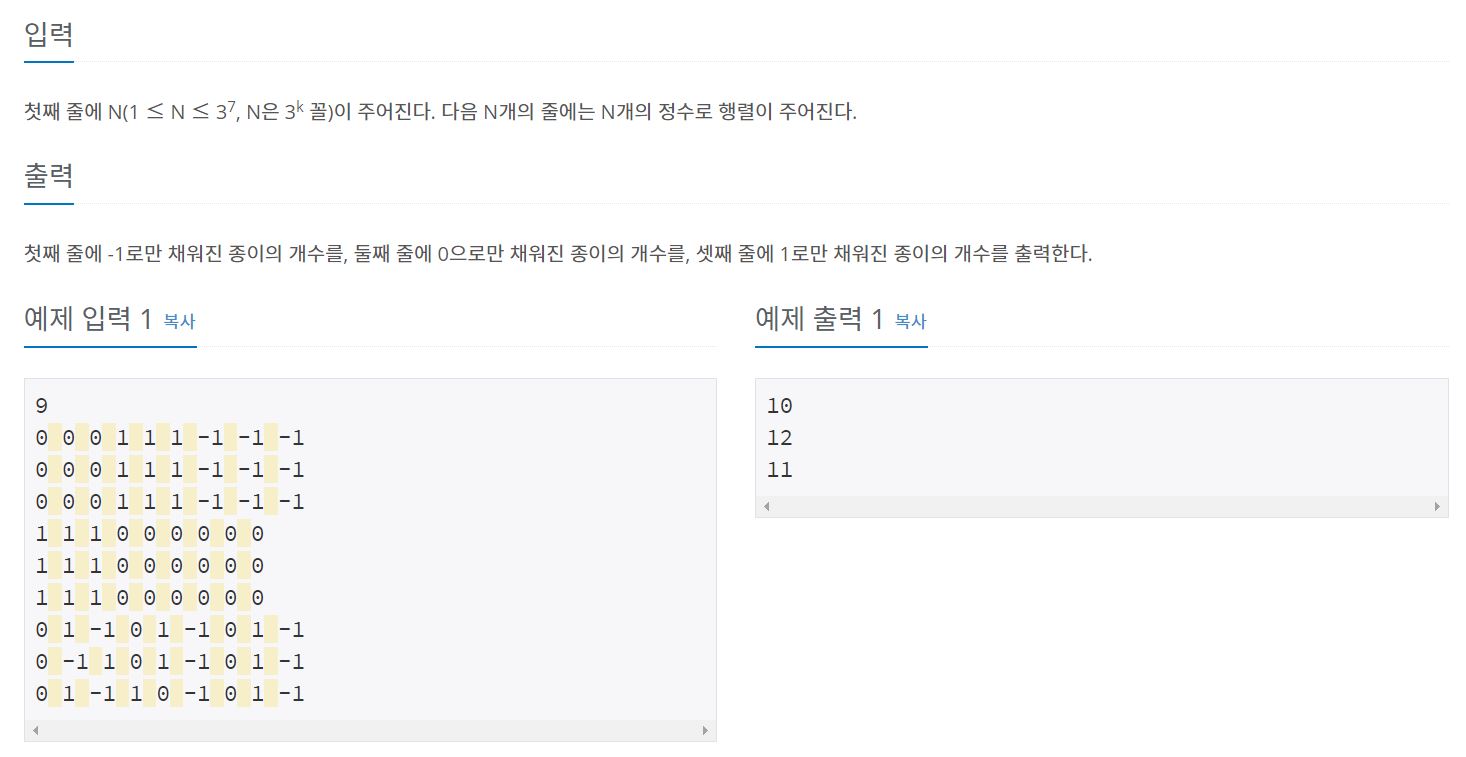 입력
첫째 줄에 N(1 ≤ N ≤ 3^7, N은 3^k 꼴)이 주어진다. 다음 N개의 줄에는 N개의 정수로 행렬이 주어진다.
출력
첫째 줄에 -1로만 채워진 종이의 개수를, 둘째 줄에 0으로만 채워진 종이의 개수를, 셋째 줄에 1로만 채워진 종이의 개수를 출력한다.
예제 입력 1 복사
9
0 0 0 1 1 1 -1 -1 -1
0 0 0 1 1 1 -1 -1 -1
0 0 0 1 1 1 -1 -1 -1
1 1 1 0 0 0 0 0 0
1 1 1 0 0 0 0 0 0
1 1 1 0 0 0 0 0 0
0 1 -1 0 1 -1 0 1 -1
0 -1 1 0 1 -1 0 1 -1
0 1 -1 1 0 -1 0 1 -1
예제 출력 1 복사
10
12
11